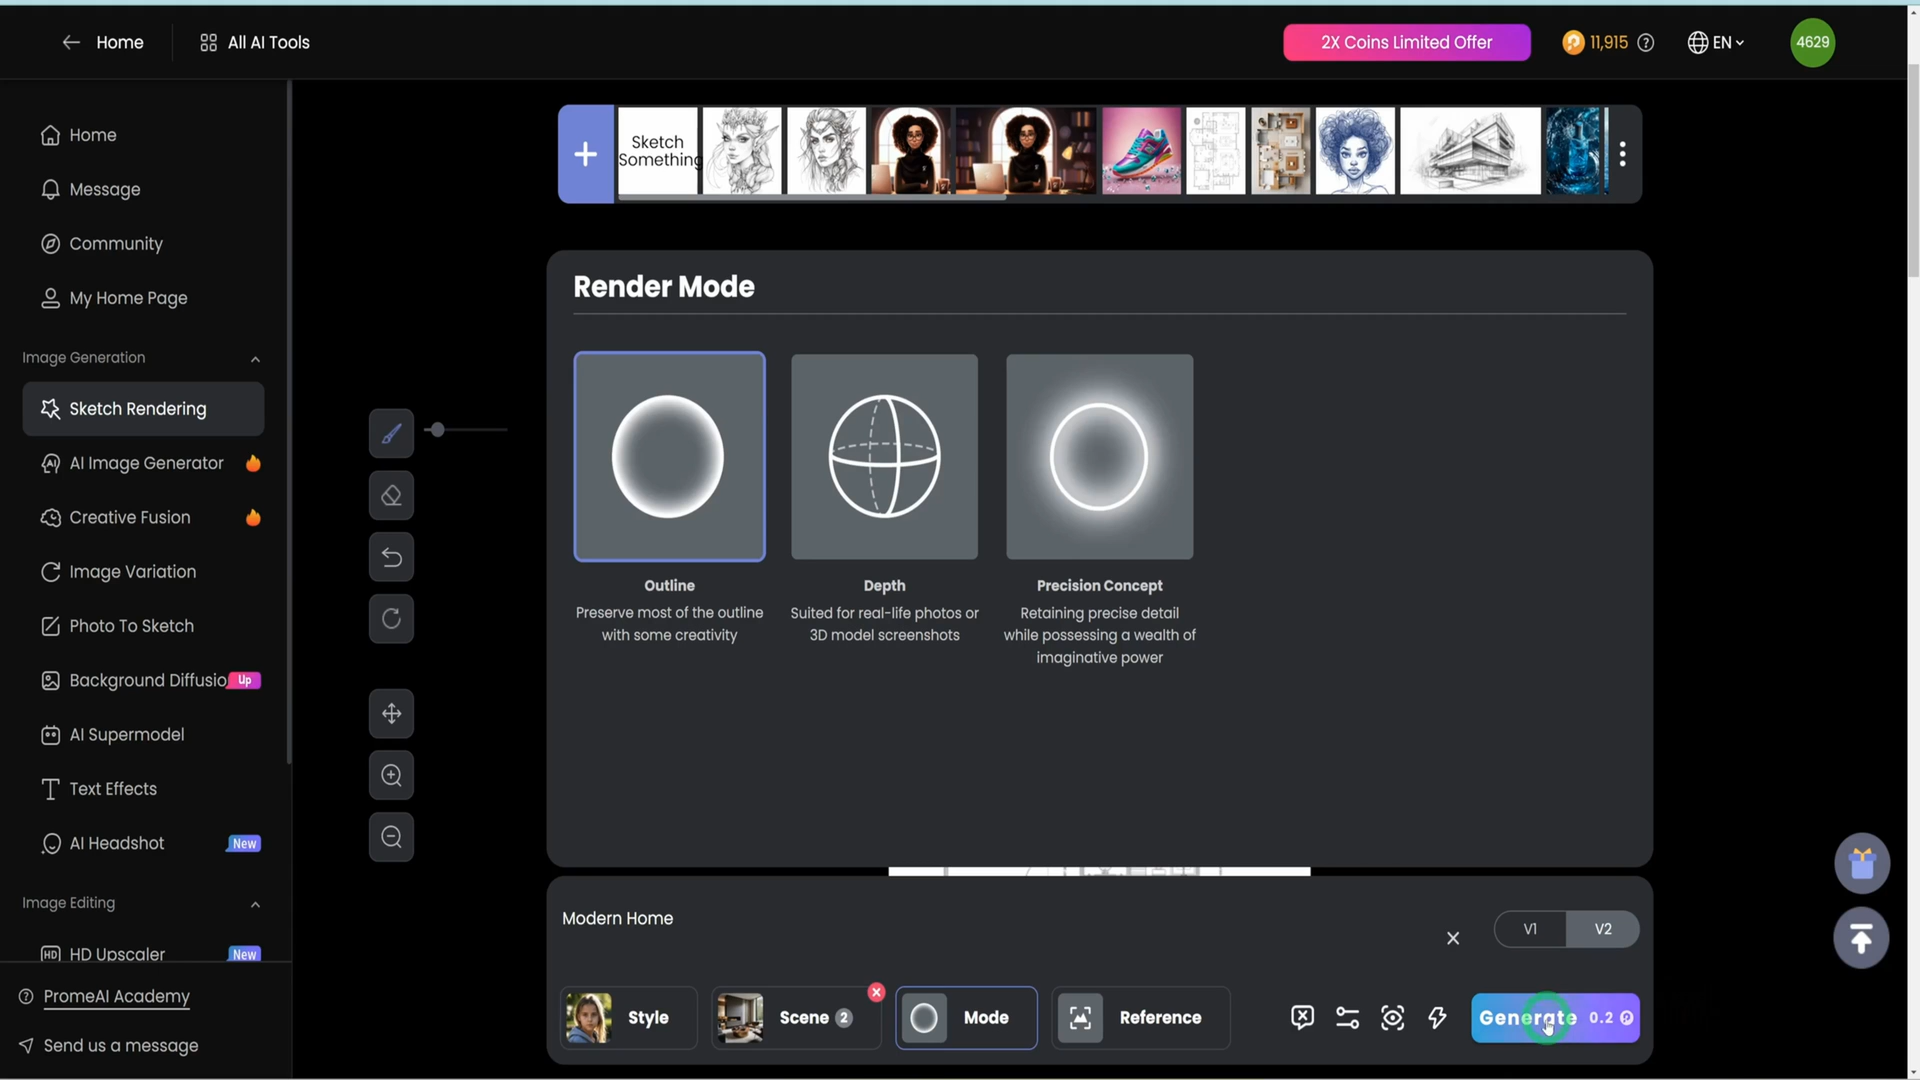 Home
All AI Tools
2X Coins Limited Offer
11,915
EN
4629
Home
Message
Community
My Home Page
Image Generation
Sketch Rendering
AI Image Generator
Creative Fusion
Image Variation
Photo To Sketch
Background Diffusio
Up
AI Supermodel
Text Effects
AI Headshot
New
Image Editing
HD
HD Upscaler
New
PromeAI Academy
Send us a message
Sketch
Something
Render Mode
Outline
Preserve most of the outline
with some creativity
Depth
Suited for real-life photos or
3D model screenshots
Precision Concept
Retaining precise detail
while possessing a wealth of
imaginative power
Modern Home
V1
V2
Style
Scene 2
Mode
Reference
Generate 0.2